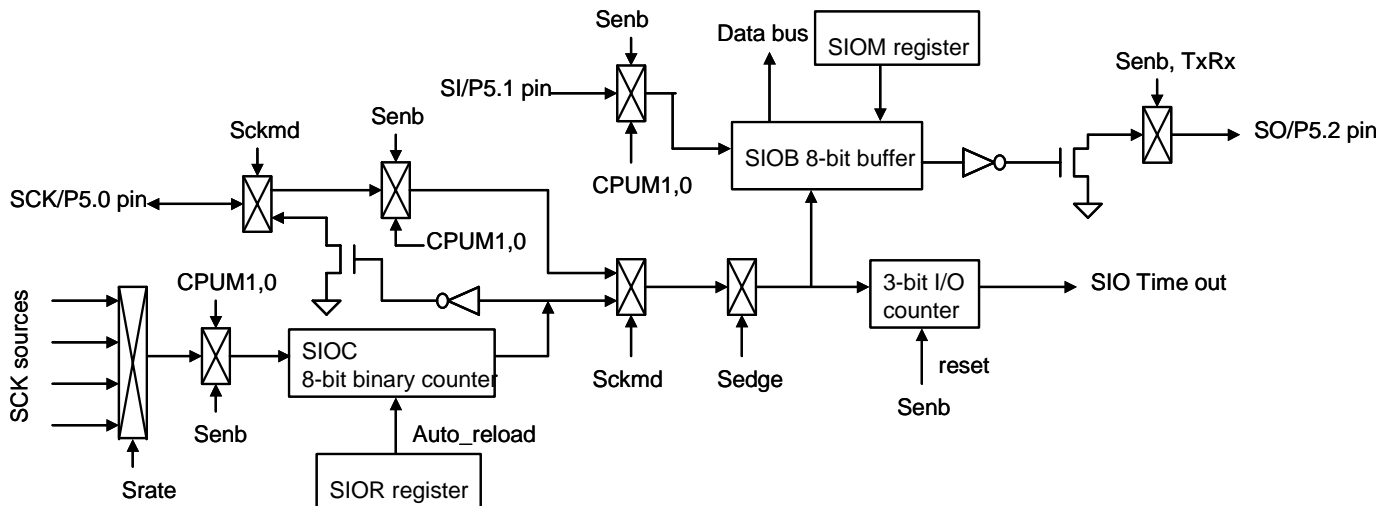 Senb
Data bus
SIOM register
Senb, TxRx
SI/P5.1 pin
Sckmd
Senb
SIOB 8-bit buffer
SO/P5.2 pin
CPUM1,0
SCK/P5.0 pin
CPUM1,0
CPUM1,0
3-bit I/O
counter
SIO Time out
SCK sources
SIOC
8-bit binary counter
Sckmd
Sedge
reset
Senb
Senb
Auto_reload
Srate
SIOR register